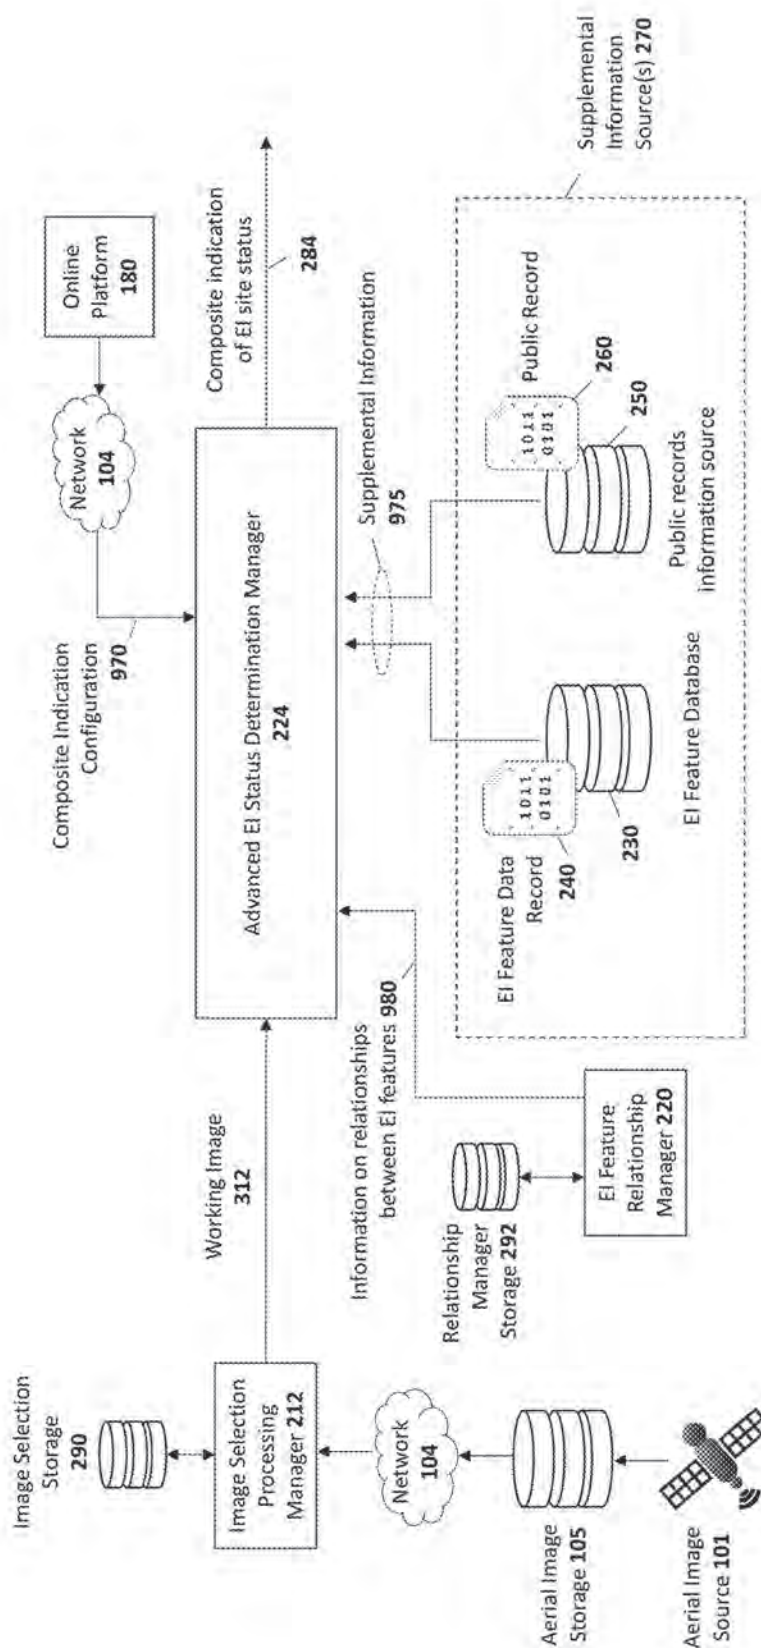 Image Selection
Storage
290
Image Selection
Processing
Manager 212
Network
104
Aerial Image
Storage 105
Aerial Image
Source 101
Working Image
312
Information on relationships
between EI features 980
Relationship
Manager
Storage 292
EI Feature
Relationship
Manager 220
Composite Indication
Configuration
970
Network
104
Online
Platform
180
Advanced EI Status Determination Manager
224
Composite indication
of EI site status
284
Supplemental Information
975
EI Feature Data
Record
240
1011
0101
230
EI Feature Database
Public Record
260
1011
0101
250
Public records
information source
Supplemental
Information
Source(s) 270